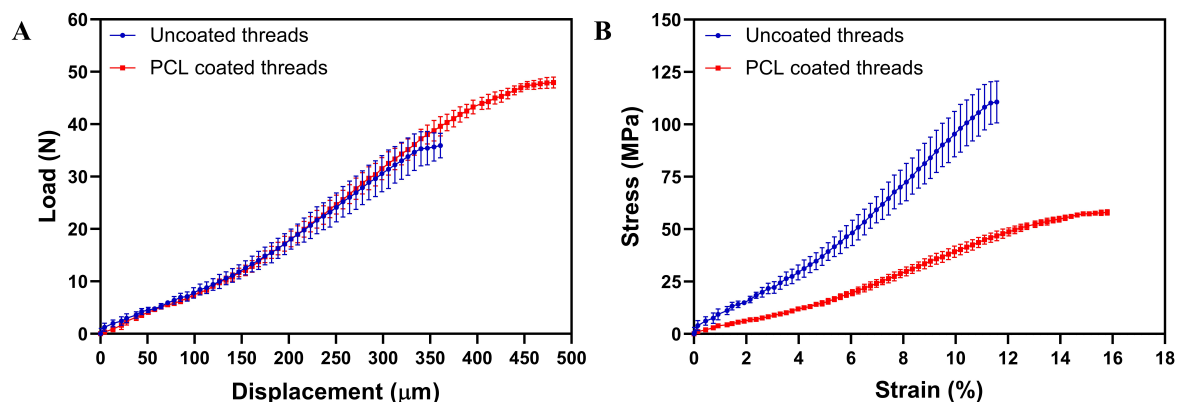 A
Uncoated threads
PCL coated threads
Load (N)
60
50
40
30
20
10
0
0 50 100 150 200 250 300 350 400 450 500
Displacement (μm)
B
Uncoated threads
PCL coated threads
Stress (MPa)
150
125
100
75
50
25
0
0 2 4 6 8 10 12 14 16 18
Strain (%)